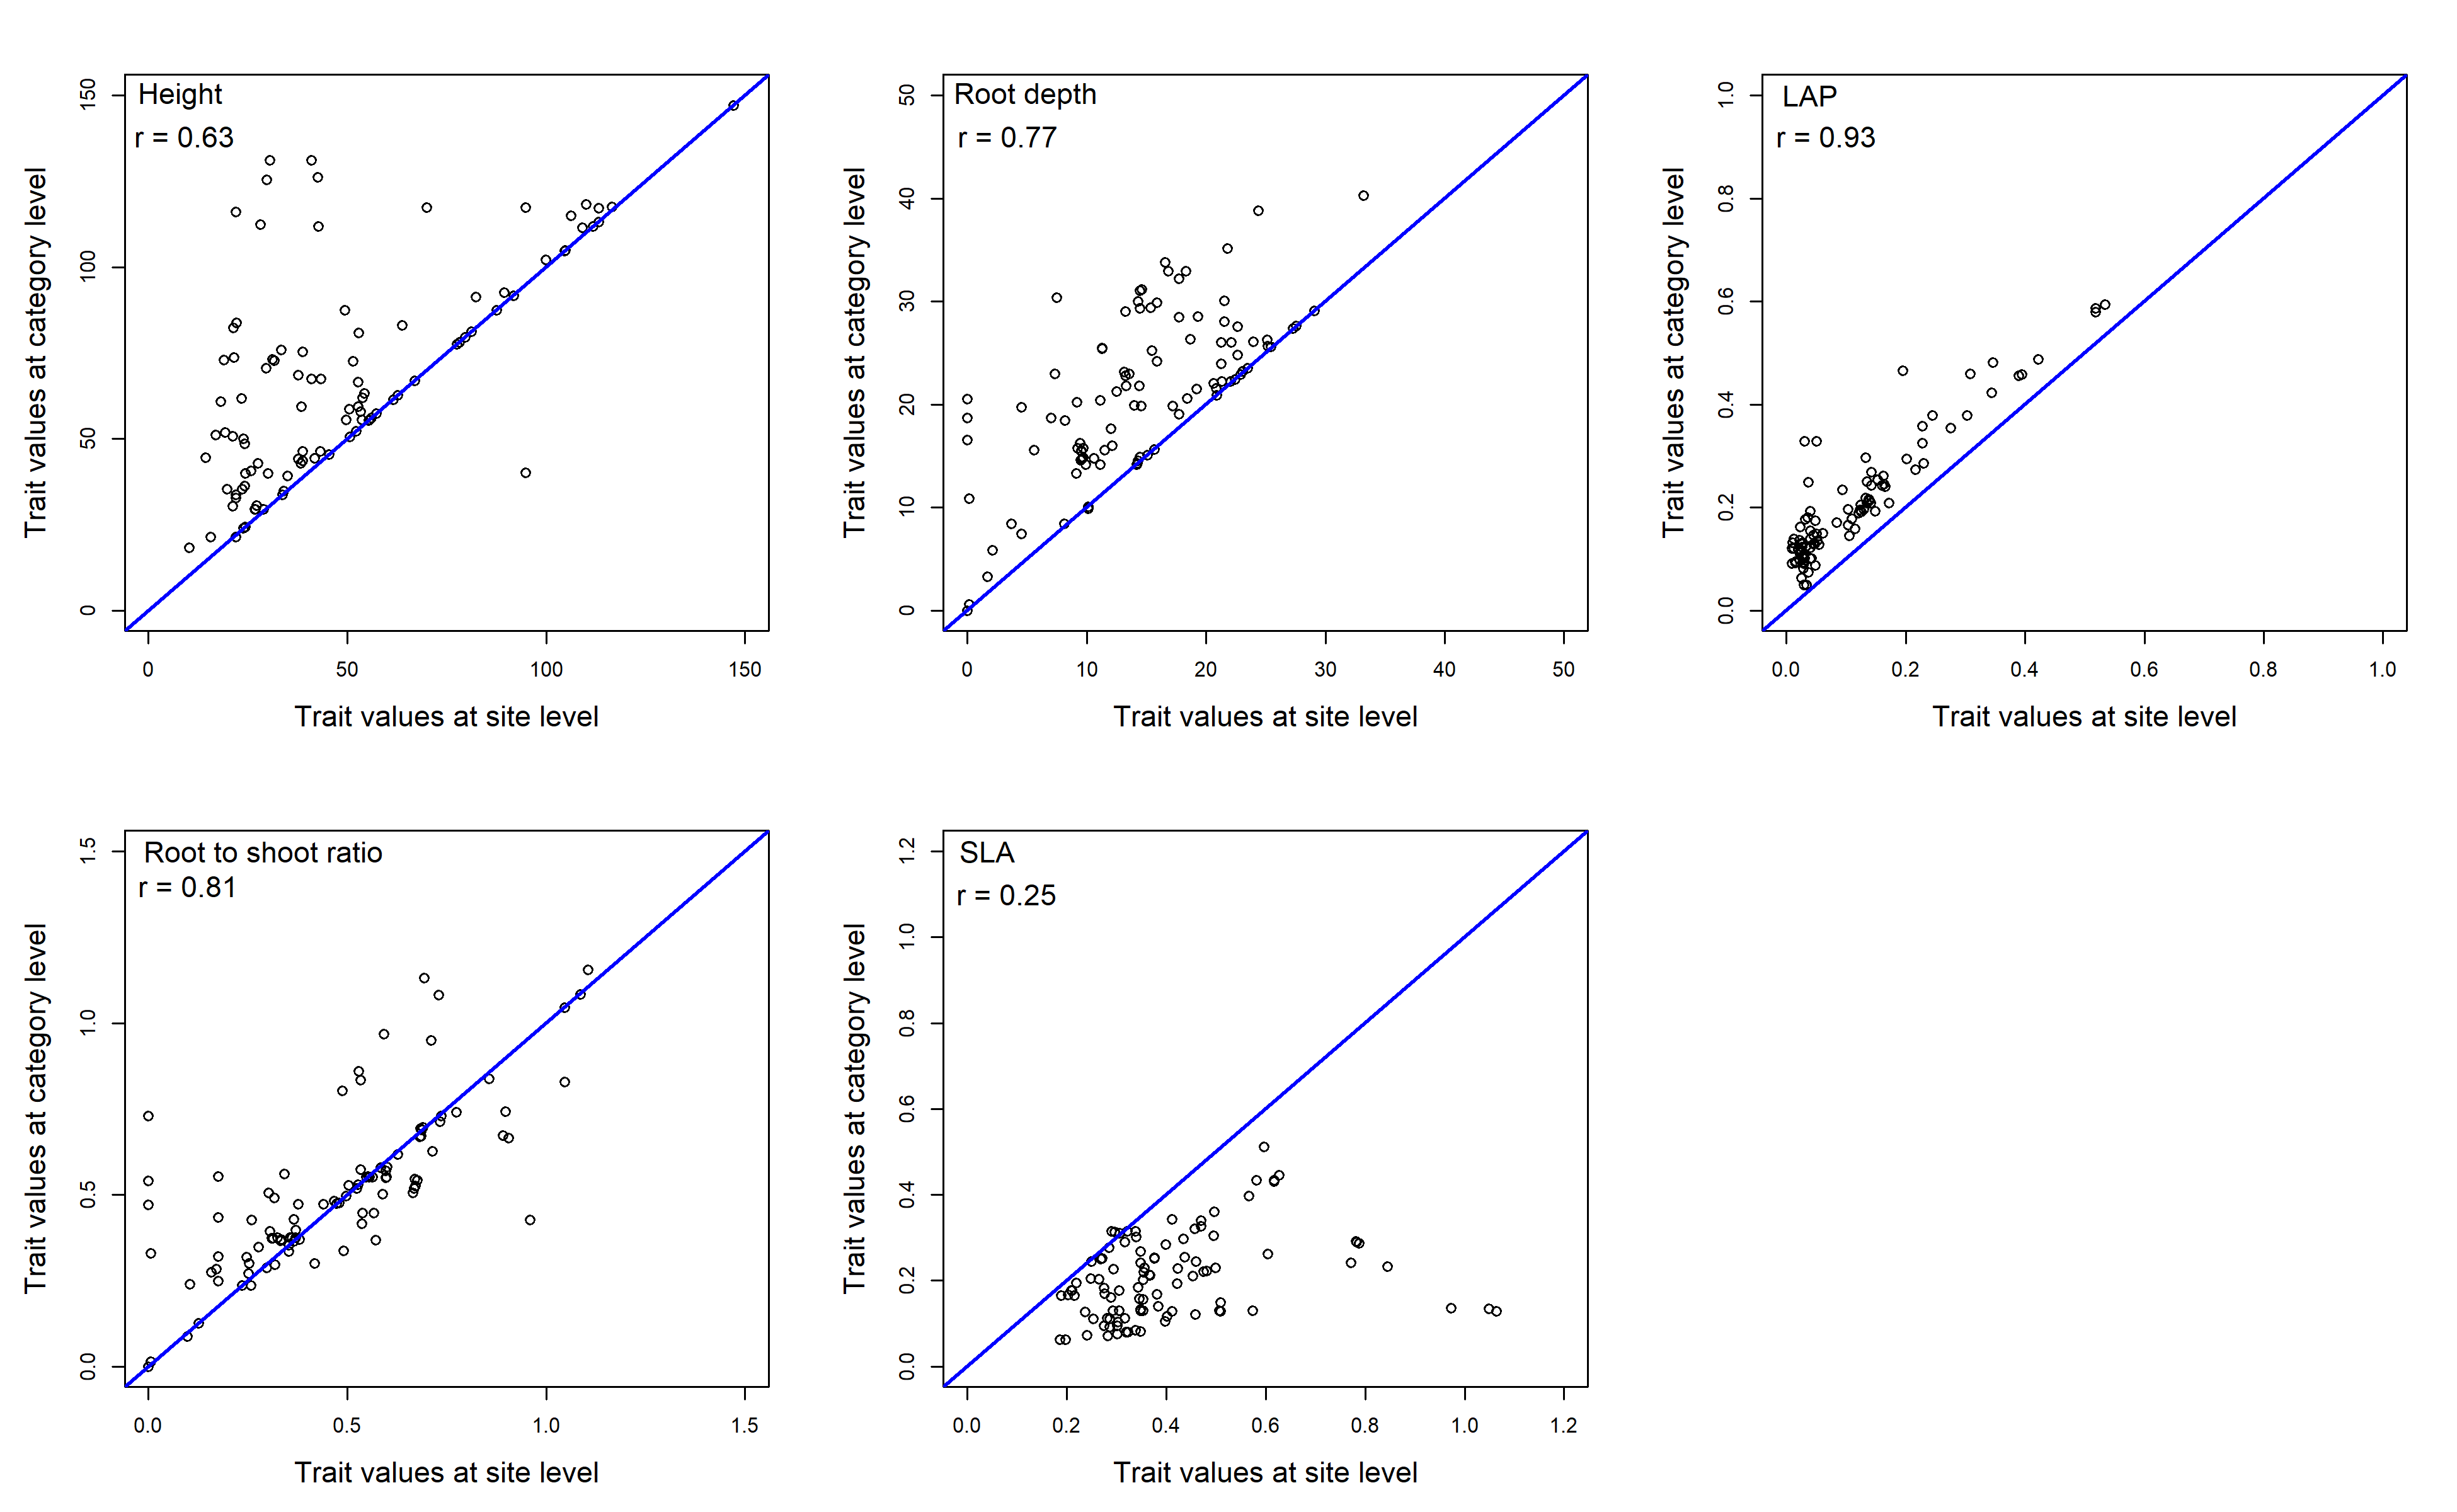 Height
r = 0.63
150
100
50
0
Trait values at category level
0 50 100 150
Trait values at site level
Root depth
r = 0.77
50
40
30
20
10
0
Trait values at category level
0 10 20 30 40 50
Trait values at site level
LAP
r = 0.93
1.0
0.8
0.6
0.4
0.2
0.0
Trait values at category level
0.0 0.2 0.4 0.6 0.8 1.0
Trait values at site level
Root to shoot ratio
r = 0.81
1.5
1.0
0.5
0.0
Trait values at category level
0.0 0.5 1.0 1.5
Trait values at site level
SLA
r = 0.25
1.2
1.0
0.8
0.6
0.4
0.2
0.0
Trait values at category level
0.0 0.2 0.4 0.6 0.8 1.0 1.2
Trait values at site level